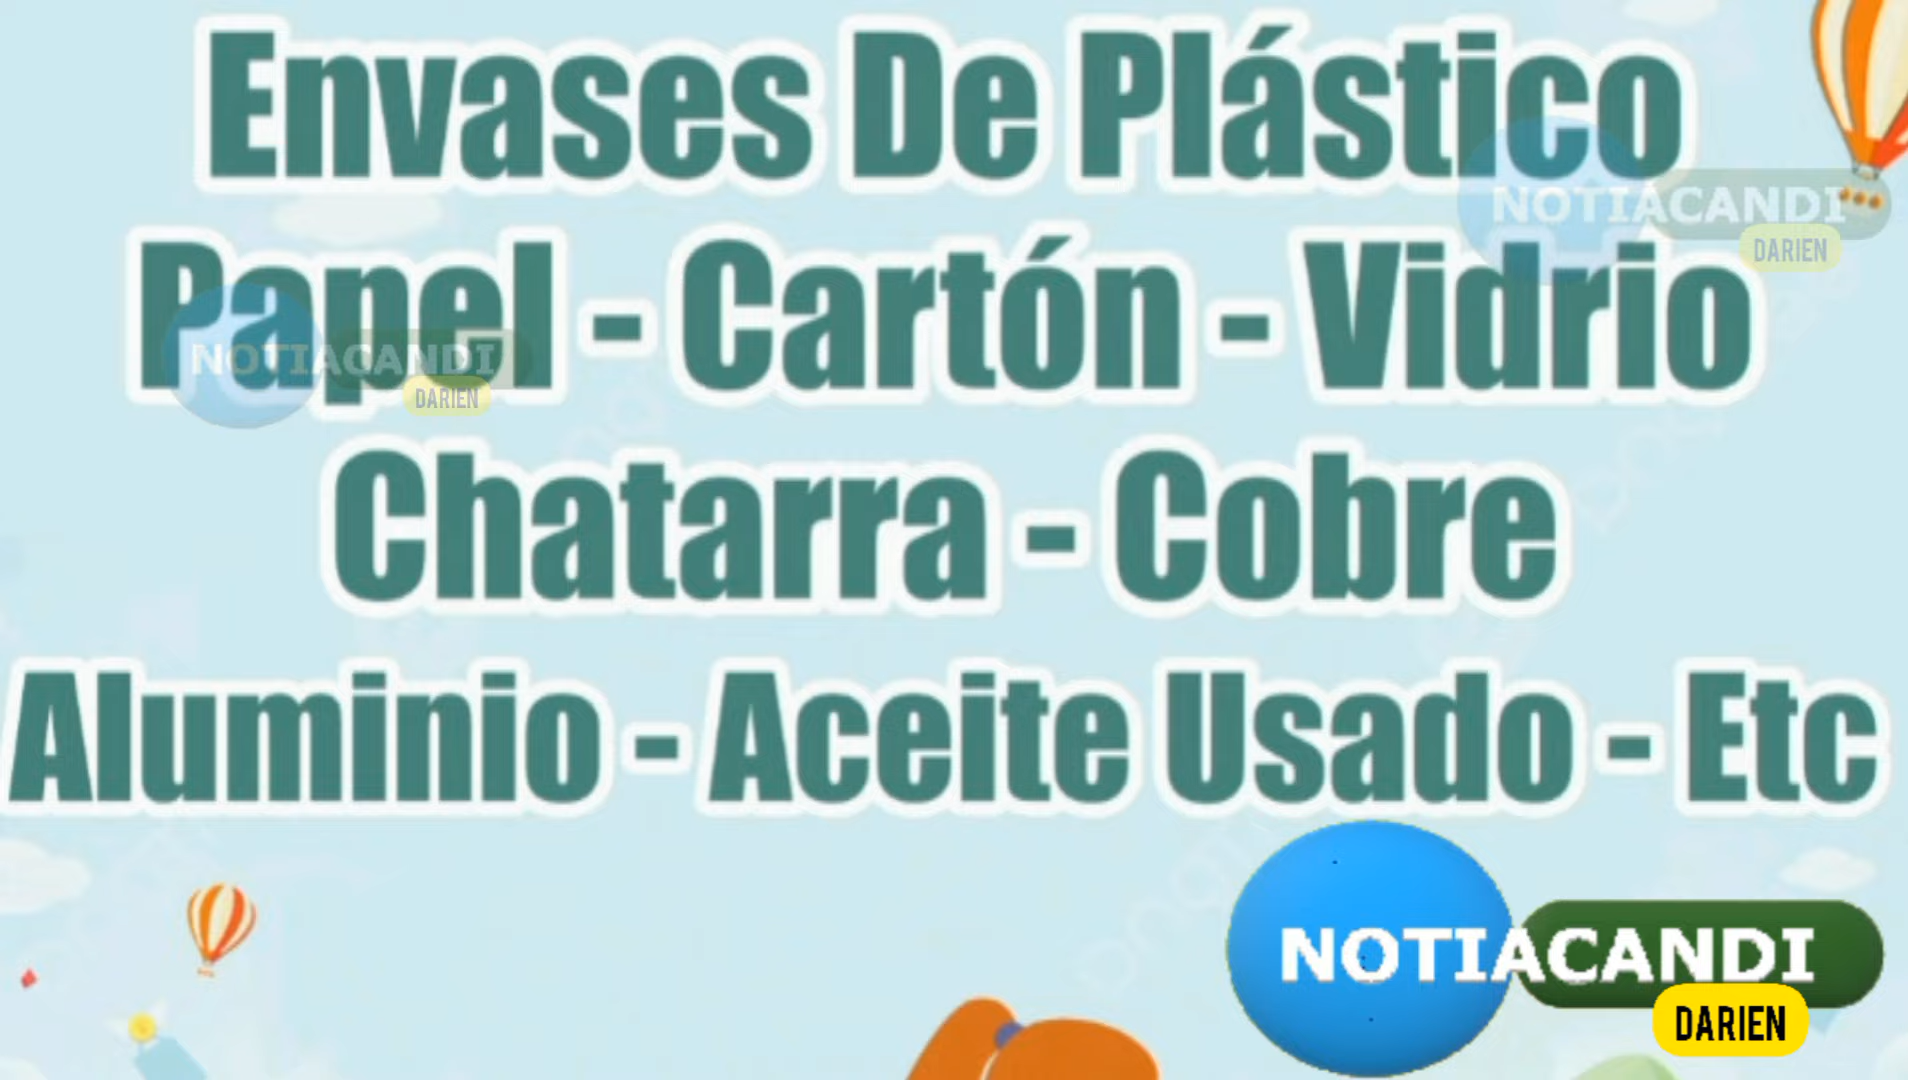 Envases De Plástico
NOTIACANDI
DARIEN
Papel - Cartón - Vidrio
NOTIACANDI
DARIEN
Chatarra - Cobre
Aluminio - Aceite Usado - Etc
NOTIACANDI
DARIEN